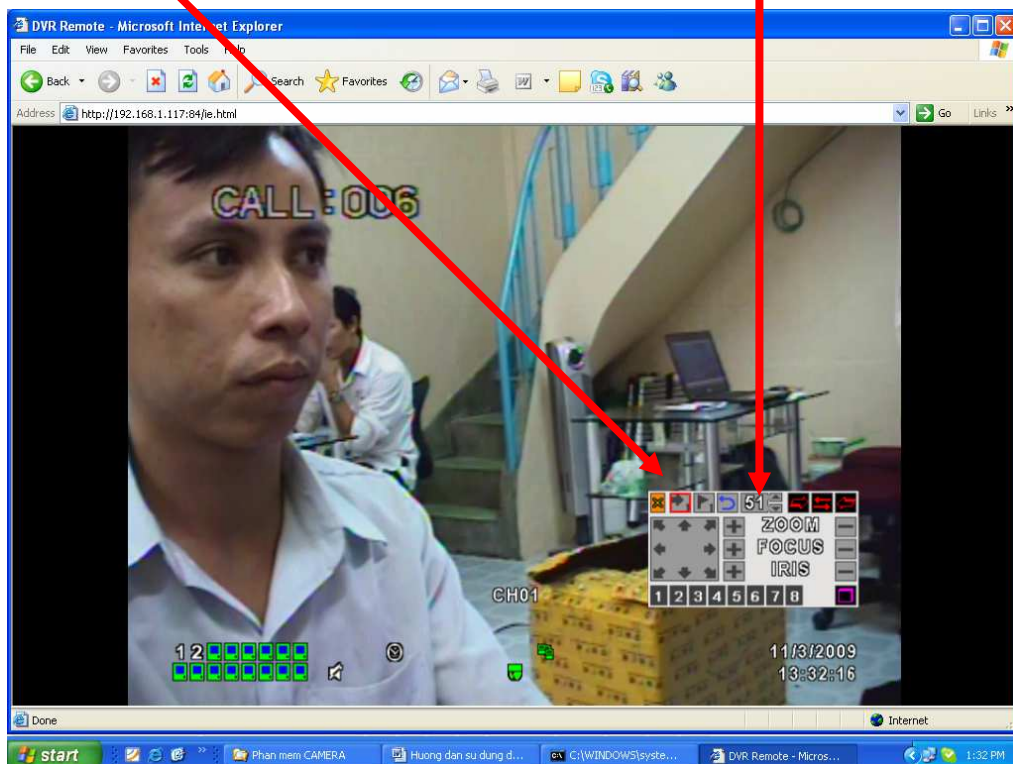 DVR Remote - Microsoft Internet Explorer
File Edit View Favorites Tools Help
Back Search Favorites
Address http://192.168.1.117:84/ie.html Go Links »
CALL:006
51
ZOOM
FOCUS
IRIS
1 2 3 4 5 6 7 8
CH01
1 2
11/3/2009
13:32:16
Done Internet
start » Phan mem CAMERA Huong dan su dung d... C:\WINDOWS\syste... DVR Remote - Micros... 1:32 PM